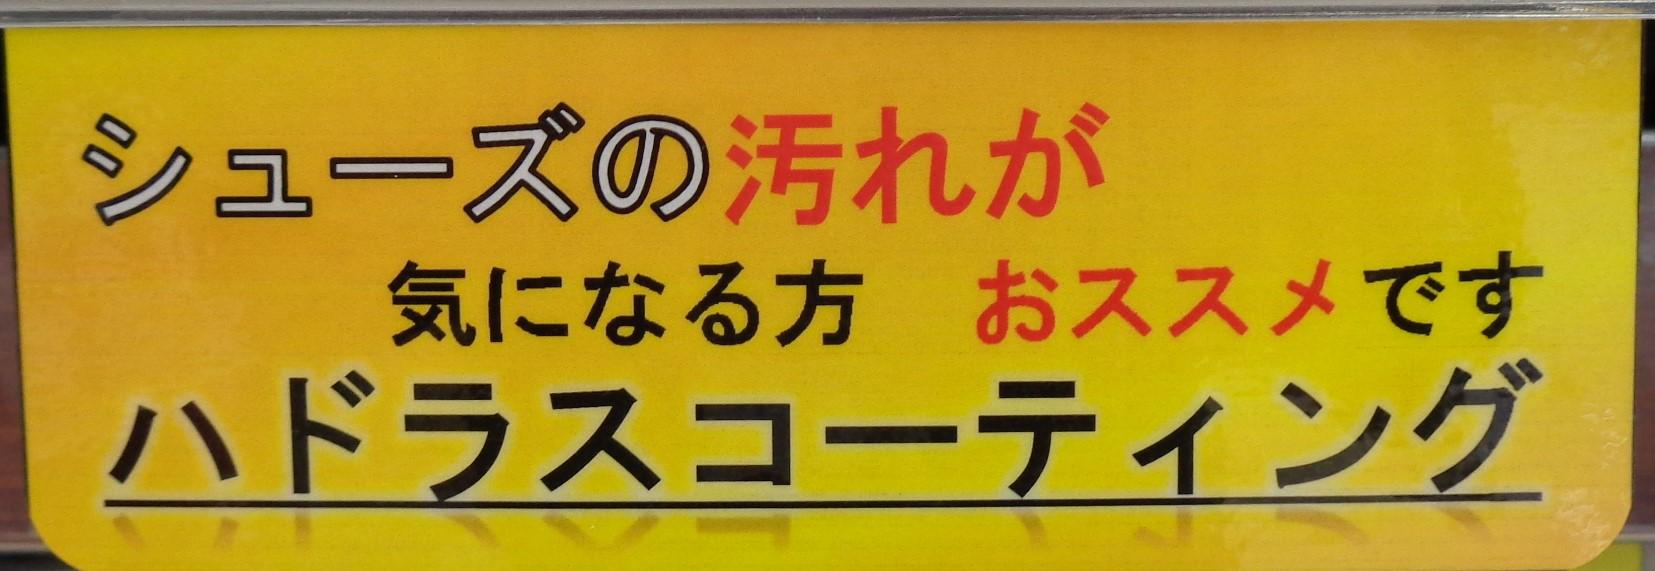 シューズの汚れが
気になる方　おススメです
ハドラスコーティング